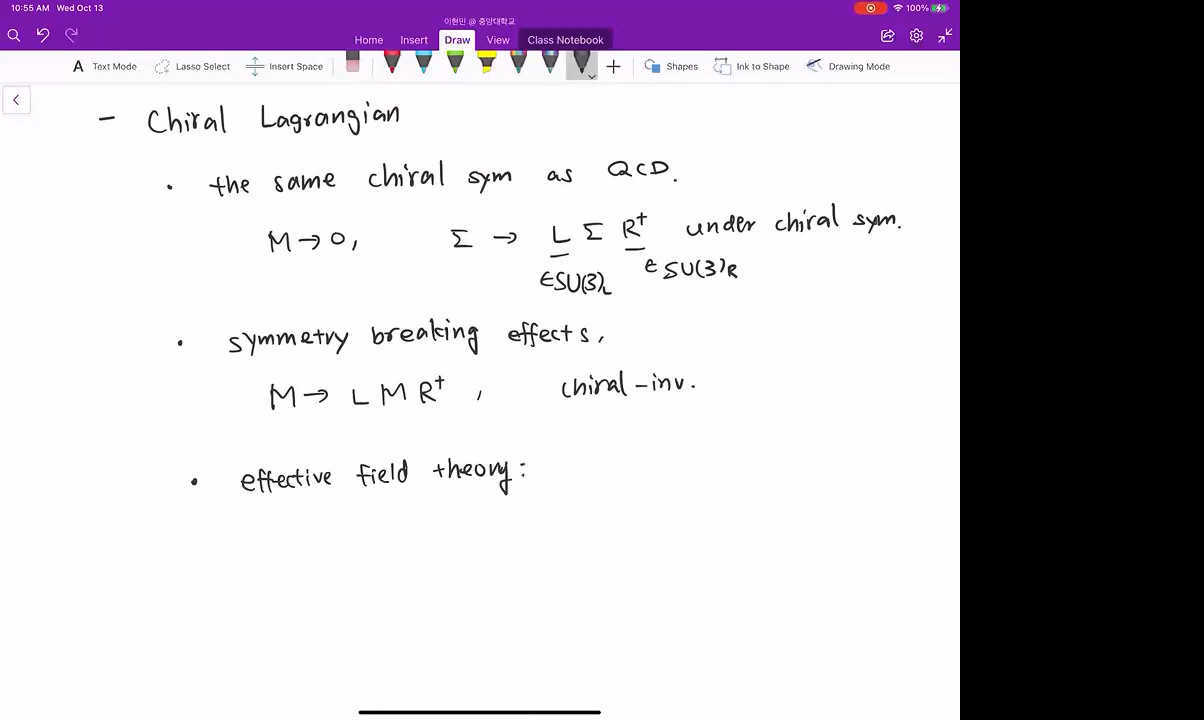 10:55 AM Wed Oct 13
100%
이현민 @ 중앙대학교
Home Insert Draw View Class Notebook
A Text Mode Lasso Select Insert Space Shapes Ink to Shape Drawing Mode
- Chiral Lagrangian
• the same chiral sym as QCD.
M → 0, Σ → L Σ R† under chiral sym.
∈ SU(3)L ∈ SU(3)R
• symmetry breaking effects,
M → L M R† , chiral-inv.
• effective field theory: